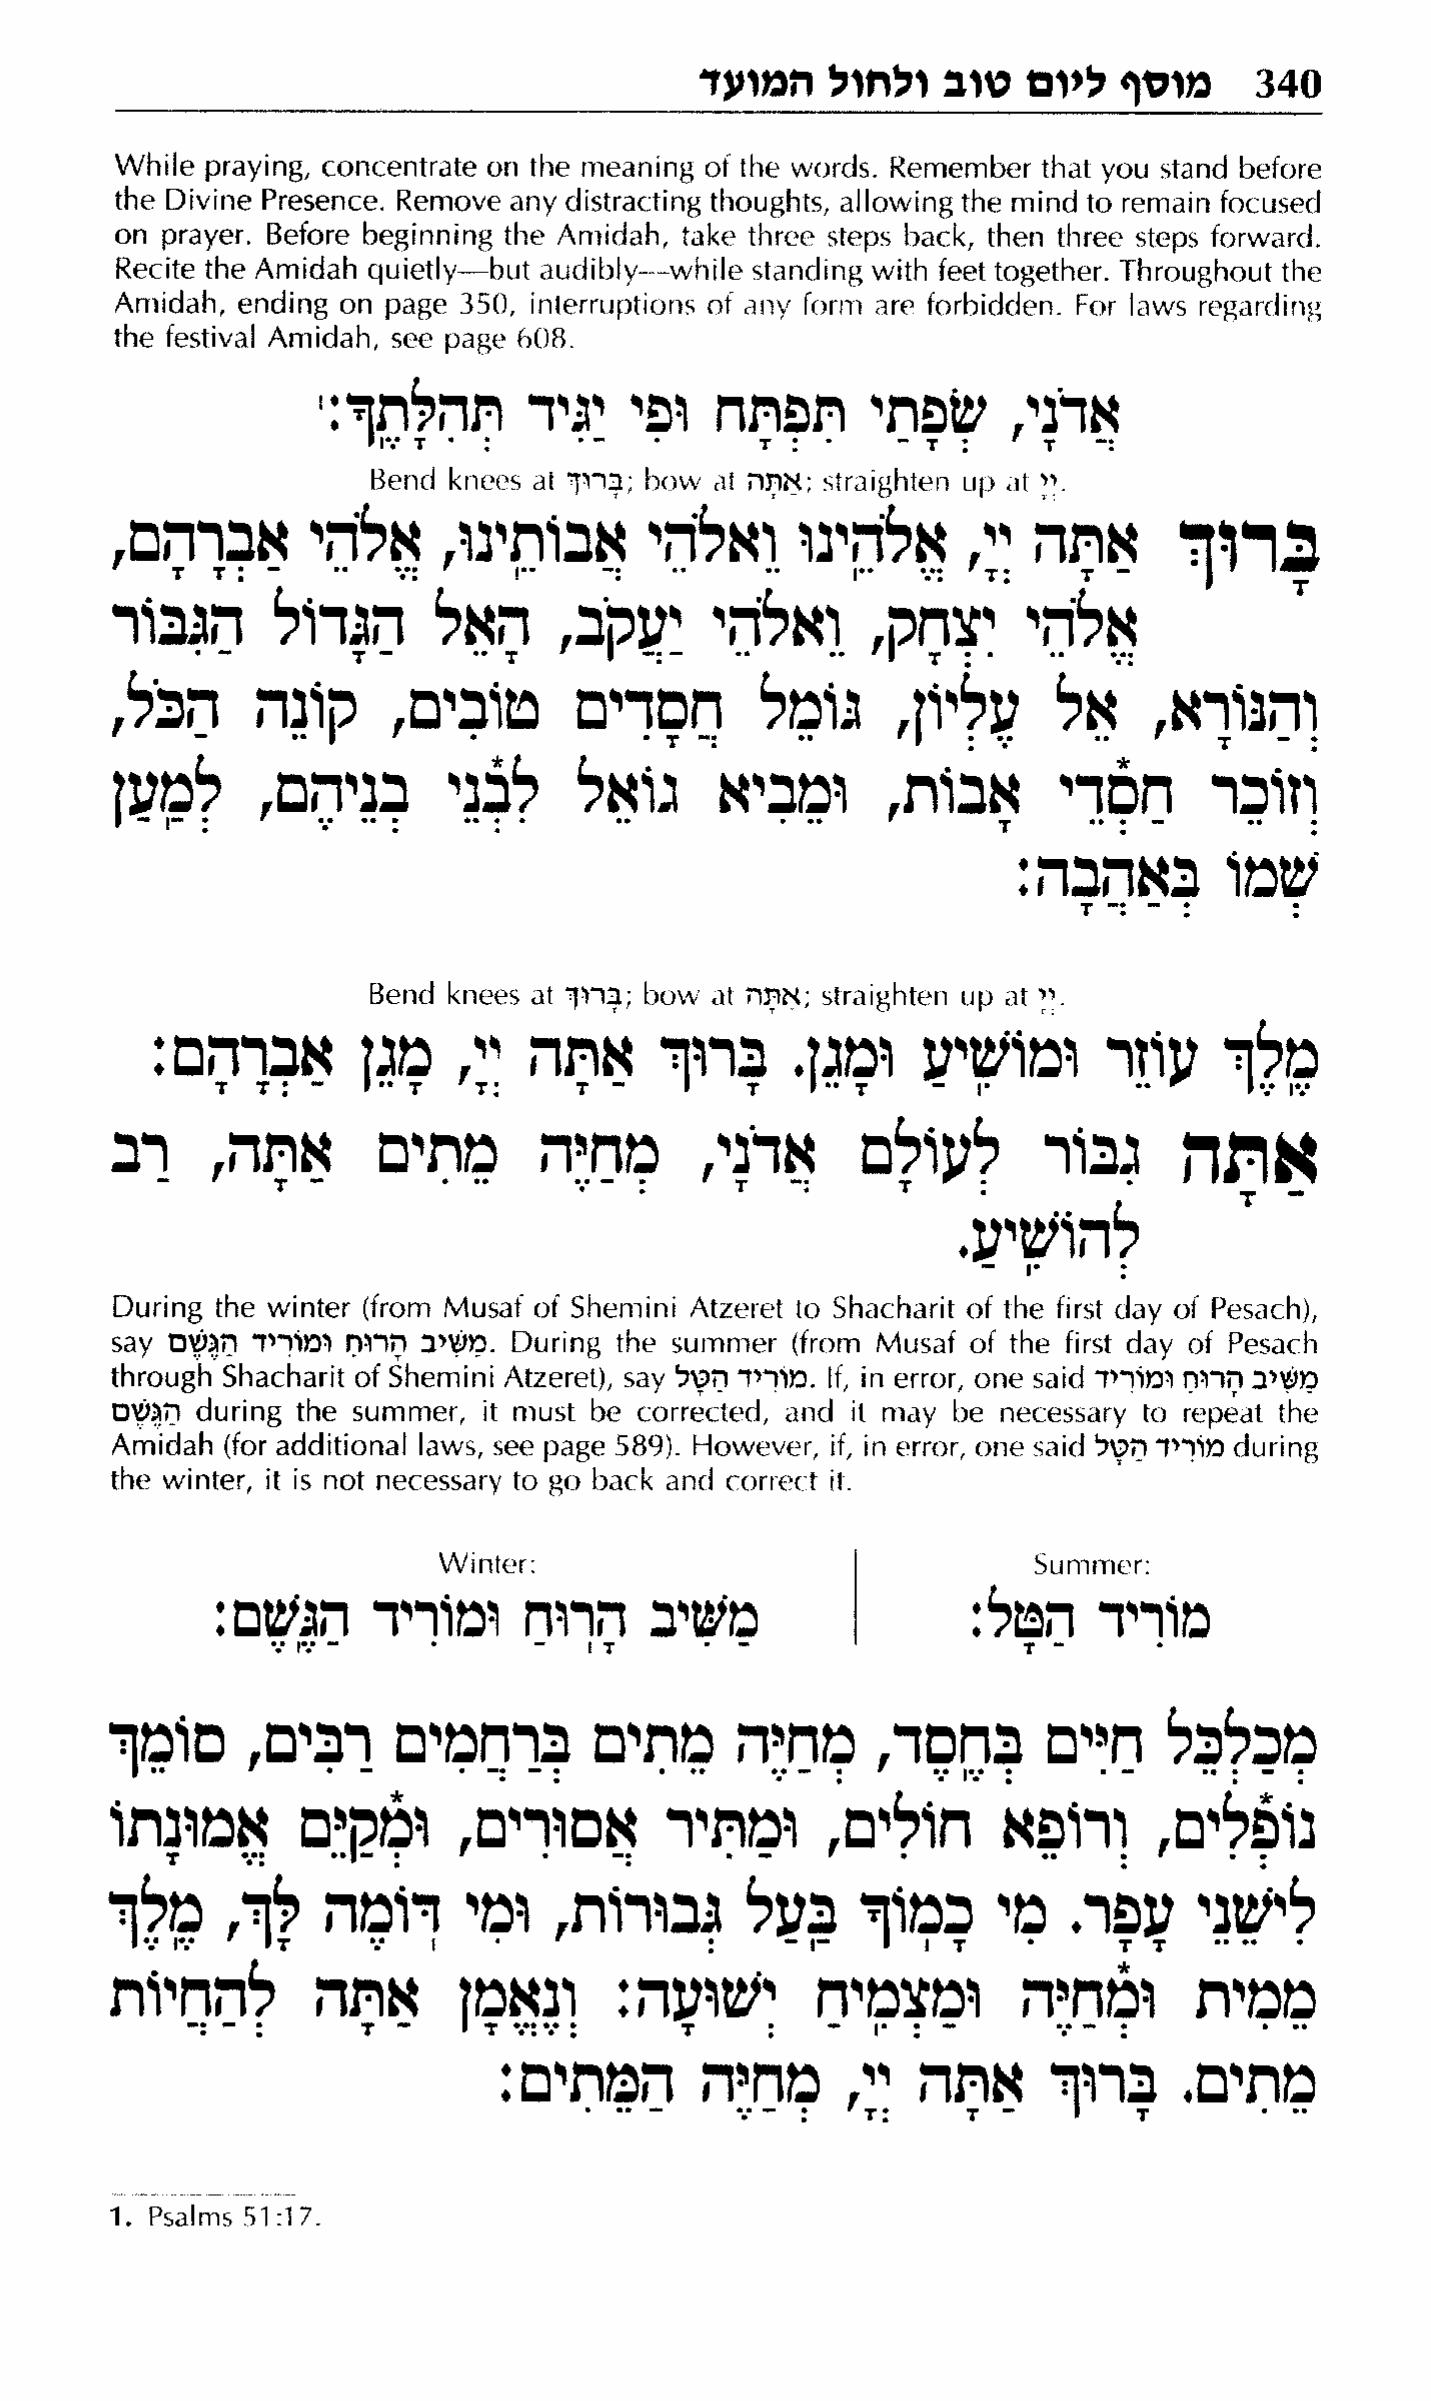 340 מוסף ליום טוב ולחול המועד
While praying, concentrate on the meaning of the words. Remember that you stand before
the Divine Presence. Remove any distracting thoughts, allowing the mind to remain focused
on prayer. Before beginning the Amidah, take three steps back, then three steps forward.
Recite the Amidah quietly—but audibly—while standing with feet together. Throughout the
Amidah, ending on page 350, interruptions of any form are forbidden. For laws regarding
the festival Amidah, see page 608.
אֲדֹנָי, שְׂפָתַי תִּפְתָּח וּפִי יַגִּיד תְּהִלָּתֶֽךָ:¹
Bend knees at בָּרוּךְ; bow at אַתָּה; straighten up at יְיָ.
בָּרוּךְ אַתָּה יְיָ, אֱלֹהֵֽינוּ וֵאלֹהֵי אֲבוֹתֵֽינוּ, אֱלֹהֵי אַבְרָהָם,
אֱלֹהֵי יִצְחָק, וֵאלֹהֵי יַעֲקֹב, הָאֵל הַגָּדוֹל הַגִּבּוֹר
וְהַנּוֹרָא, אֵל עֶלְיוֹן, גּוֹמֵל חֲסָדִים טוֹבִים, קוֹנֵה הַכֹּל,
וְזוֹכֵר חַסְ*דֵי אָבוֹת, וּמֵבִיא גוֹאֵל לִבְ*נֵי בְנֵיהֶם, לְמַֽעַן
שְׁמוֹ בְּאַהֲבָה:
Bend knees at בָּרוּךְ; bow at אַתָּה; straighten up at יְיָ.
מֶֽלֶךְ עוֹזֵר וּמוֹשִֽׁיעַ וּמָגֵן. בָּרוּךְ אַתָּה יְיָ, מָגֵן אַבְרָהָם:
אַתָּה גִּבּוֹר לְעוֹלָם אֲדֹנָי, מְחַיֶּה מֵתִים אַתָּה, רַב
לְהוֹשִֽׁיעַ.
During the winter (from Musaf of Shemini Atzeret to Shacharit of the first day of Pesach),
say מַשִּׁיב הָרוּחַ וּמוֹרִיד הַגֶּשֶׁם. During the summer (from Musaf of the first day of Pesach
through Shacharit of Shemini Atzeret), say מוֹרִיד הַטָּל. If, in error, one said מַשִּׁיב הָרוּחַ וּמוֹרִיד
הַגֶּשֶׁם during the summer, it must be corrected, and it may be necessary to repeat the
Amidah (for additional laws, see page 589). However, if, in error, one said מוֹרִיד הַטָּל during
the winter, it is not necessary to go back and correct it.
Summer:
מוֹרִיד הַטָּל:
Winter:
מַשִּׁיב הָרֽוּחַ וּמוֹרִיד הַגֶּֽשֶׁם:
מְכַלְכֵּל חַיִּים בְּחֶֽסֶד, מְחַיֶּה מֵתִים בְּרַחֲמִים רַבִּים, סוֹמֵךְ
נוֹפְ*לִים, וְרוֹפֵא חוֹלִים, וּמַתִּיר אֲסוּרִים, וּמְ*קַיֵּם אֱמוּנָתוֹ
לִישֵׁנֵי עָפָר. מִי כָמֽוֹךָ בַּֽעַל גְּבוּרוֹת, וּמִי דּֽוֹמֶה לָּךְ, מֶֽלֶךְ
מֵמִית וּמְ*חַיֶּה וּמַצְמִֽיחַ יְשׁוּעָה: וְנֶאֱמָן אַתָּה לְהַחֲיוֹת
מֵתִים. בָּרוּךְ אַתָּה יְיָ, מְחַיֶּה הַמֵּתִים:
1. Psalms 51:17.